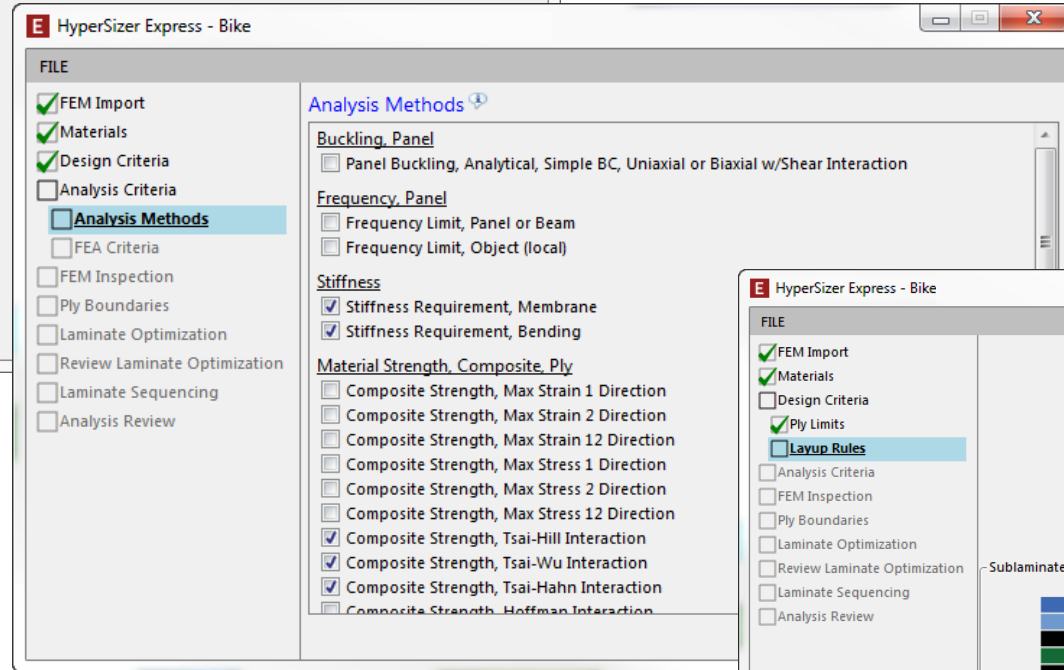 E HyperSizer Express - Bike
FILE
FEM Import
Materials
Design Criteria
Analysis Criteria
Analysis Methods
FEA Criteria
FEM Inspection
Ply Boundaries
Laminate Optimization
Review Laminate Optimization
Laminate Sequencing
Analysis Review
Analysis Methods
Buckling, Panel
Panel Buckling, Analytical, Simple BC, Uniaxial or Biaxial w/Shear Interaction
Frequency, Panel
Frequency Limit, Panel or Beam
Frequency Limit, Object (local)
Stiffness
Stiffness Requirement, Membrane
Stiffness Requirement, Bending
Material Strength, Composite, Ply
Composite Strength, Max Strain 1 Direction
Composite Strength, Max Strain 2 Direction
Composite Strength, Max Strain 12 Direction
Composite Strength, Max Stress 1 Direction
Composite Strength, Max Stress 2 Direction
Composite Strength, Max Stress 12 Direction
Composite Strength, Tsai-Hill Interaction
Composite Strength, Tsai-Wu Interaction
Composite Strength, Tsai-Hahn Interaction
Composite Strength, Hoffman Interaction
E HyperSizer Express - Bike
FILE
FEM Import
Materials
Design Criteria
Ply Limits
Layup Rules
Analysis Criteria
FEM Inspection
Ply Boundaries
Laminate Optimization
Review Laminate Optimization
Laminate Sequencing
Analysis Review
Sublaminate